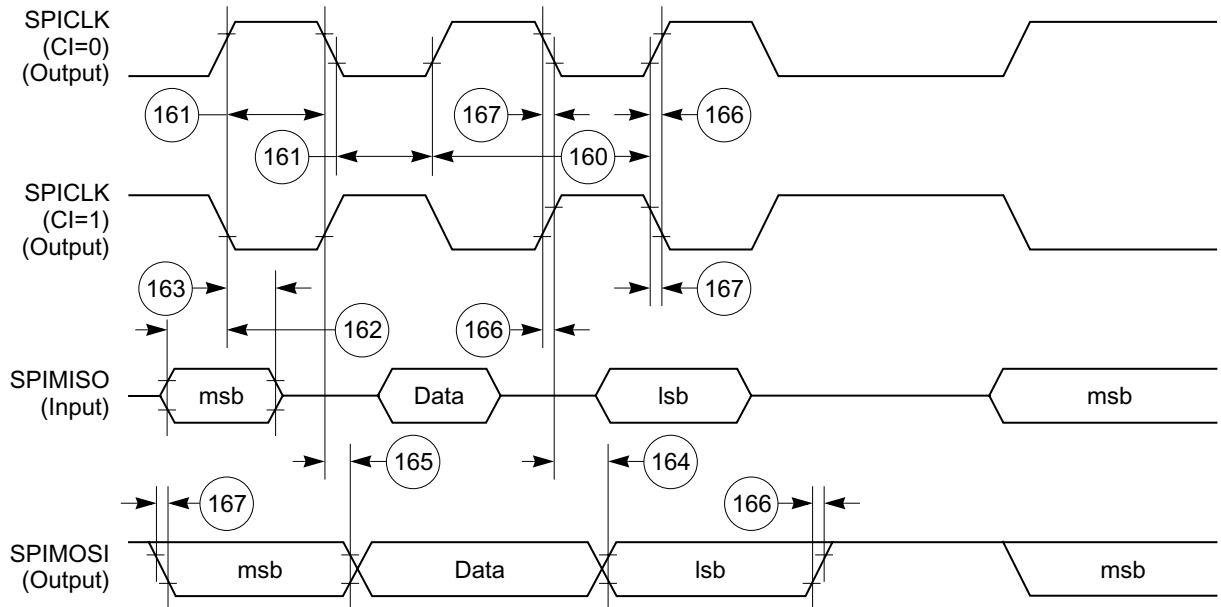 SPICLK
(CI=0)
(Output)
161
167
166
161
160
SPICLK
(CI=1)
(Output)
163
167
162
166
SPIMISO
(Input)
msb
Data
lsb
msb
165
164
167
166
SPIMOSI
(Output)
msb
Data
lsb
msb